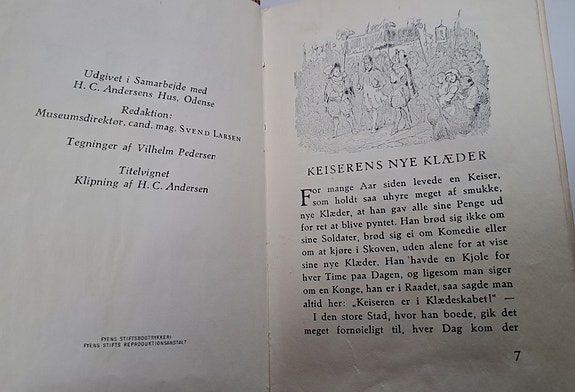 Udgivet i Samarbejde med
H. C. Andersens Hus, Odense
Redaktion:
Museumsdirektør, cand. mag. SVEND LARSEN
Tegninger af Vilhelm Pedersen
Titelvignet
Klipning af H. C. Andersen
FYENS STIFTSBOGTRYKKERI
FYENS STIFTS REPRODUKTIONSANSTALT
KEISERENS NYE KLÆDER
For mange Aar siden levede en Keiser,
som holdt saa uhyre meget af smukke,
nye Klæder, at han gav alle sine Penge ud
for ret at blive pyntet. Han brød sig ikke om
sine Soldater, brød sig ei om Komedie eller
om at kjøre i Skoven, uden alene for at vise
sine nye Klæder. Han havde en Kjole for
hver Time paa Dagen, og ligesom man siger
om en Konge, han er i Raadet, saa sagde man
altid her: „Keiseren er i Klædeskabet!" —
I den store Stad, hvor han boede, gik det
meget fornøieligt til, hver Dag kom der
7